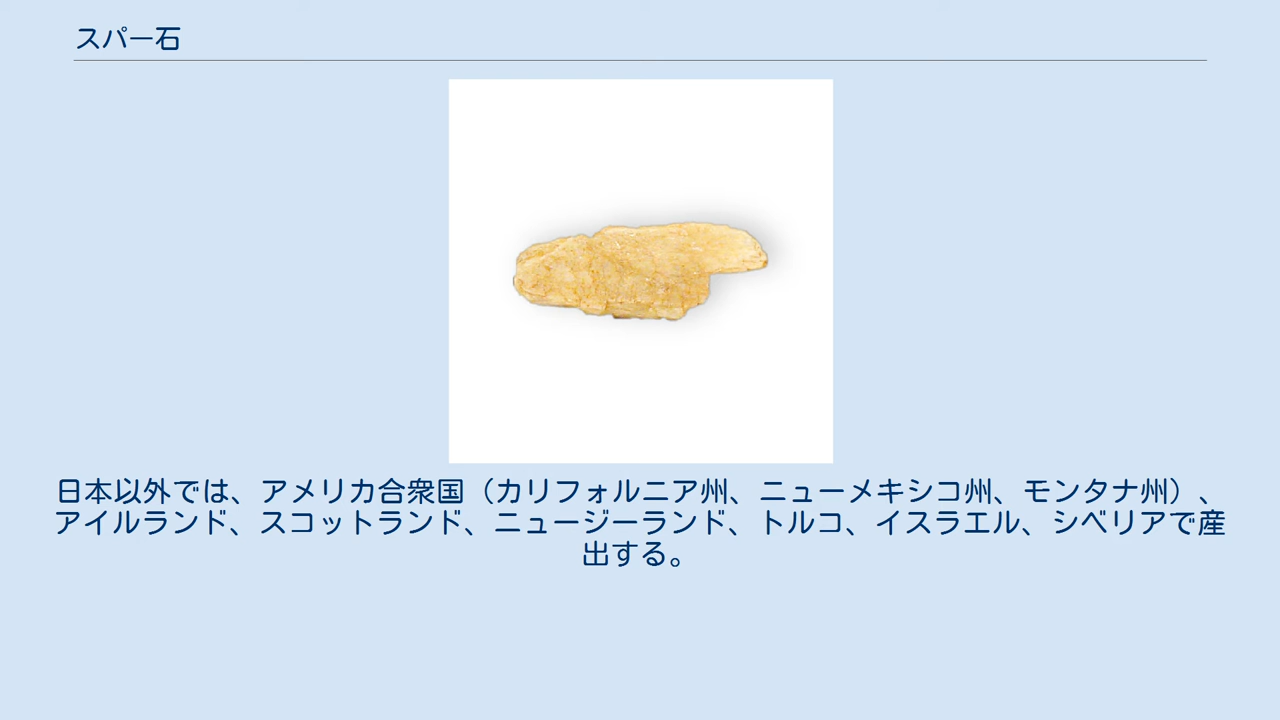 スパー石
日本以外では、アメリカ合衆国（カリフォルニア州、ニューメキシコ州、モンタナ州）、
アイルランド、スコットランド、ニュージーランド、トルコ、イスラエル、シベリアで産
出する。